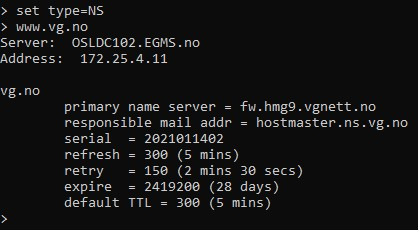 > set type=NS
> www.vg.no
Server:  OSLDC102.EGMS.no
Address:  172.25.4.11

vg.no
        primary name server = fw.hmg9.vgnett.no
        responsible mail addr = hostmaster.ns.vg.no
        serial  = 2021011402
        refresh = 300 (5 mins)
        retry   = 150 (2 mins 30 secs)
        expire  = 2419200 (28 days)
        default TTL = 300 (5 mins)
>